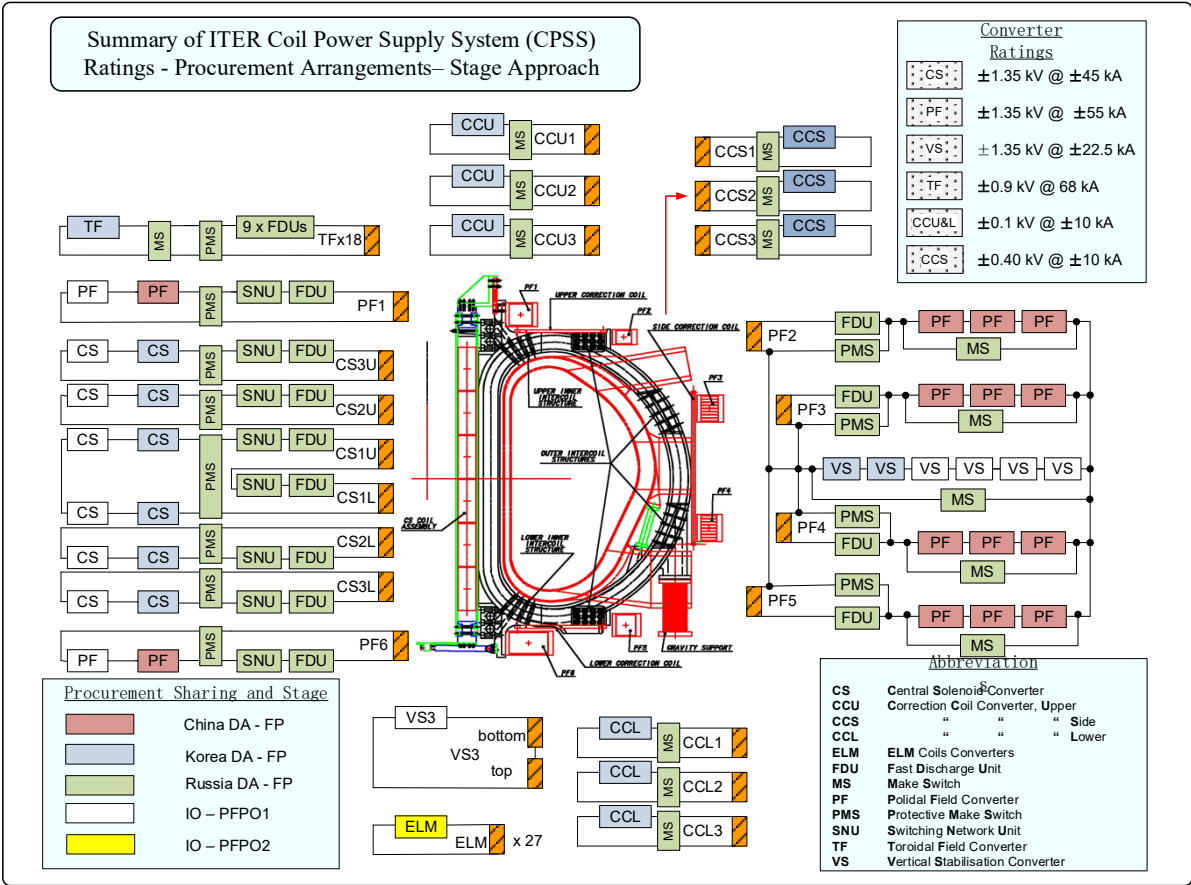 Summary of ITER Coil Power Supply System (CPSS)
Ratings - Procurement Arrangements– Stage Approach
Converter
Ratings
CS ±1.35 kV @ ±45 kA
PF ±1.35 kV @ ±55 kA
VS ±1.35 kV @ ±22.5 kA
TF ±0.9 kV @ 68 kA
CCU&L ±0.1 kV @ ±10 kA
CCS ±0.40 kV @ ±10 kA
CCU MS CCU1
CCU MS CCU2
CCU MS CCU3
CCS1 MS CCS
CCS2 MS CCS
CCS3 MS CCS
TF MS PMS 9 x FDUs TFx18
PF PF PMS SNU FDU PF1
CS CS PMS SNU FDU CS3U
CS CS PMS SNU FDU CS2U
CS CS SNU FDU CS1U
PMS
SNU FDU CS1L
CS CS
CS2L
CS CS PMS SNU FDU
CS3L
CS CS PMS SNU FDU
PF6
PF PF PMS SNU FDU
PF1
UPPER CORRECTION COIL
PF2
SIDE CORRECTION COIL
PF3
UPPER INNER
INTERCOIL
STRUCTURE
OUTER INTERCOIL
STRUCTURES
CS COIL
ASSEMBLY
PF4
LOWER INNER
INTERCOIL
STRUCTURE
PF5
GRAVITY SUPPORT
LOWER CORRECTION COIL
PF6
PF2 FDU PF PF PF
PMS MS
PF3 FDU PF PF PF
PMS MS
VS VS VS VS VS VS
MS
PF4 PMS
FDU PF PF PF
MS
PF5 PMS
FDU PF PF PF
MS
Procurement Sharing and Stage
China DA - FP
Korea DA - FP
Russia DA - FP
IO – PFPO1
IO – PFPO2
VS3
bottom
VS3
top
ELM
ELM x 27
CCL MS CCL1
CCL MS CCL2
CCL MS CCL3
Abbreviation
s
CS Central Solenoid Converter
CCU Correction Coil Converter, Upper
CCS “ “ “ Side
CCL “ “ “ Lower
ELM ELM Coils Converters
FDU Fast Discharge Unit
MS Make Switch
PF Polidal Field Converter
PMS Protective Make Switch
SNU Switching Network Unit
TF Toroidal Field Converter
VS Vertical Stabilisation Converter